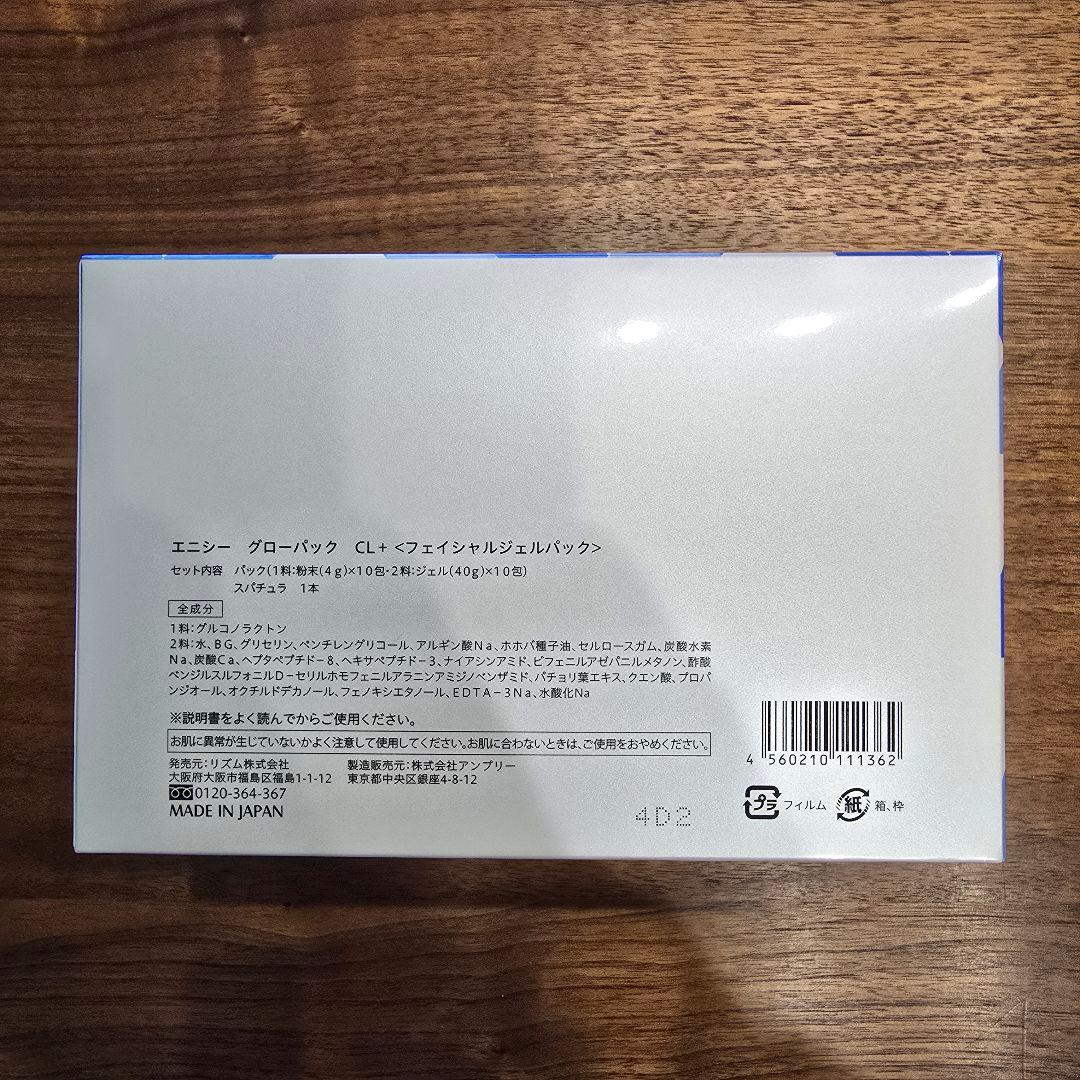 エニシー　グローパック　CL+ <フェイシャルジェルパック>
セット内容　パック(1料:粉末(4g)×10包・2料:ジェル(40g)×10包)
スパチュラ　1本
全成分
1料:グルコノラクトン
2料:水、BG、グリセリン、ペンチレングリコール、アルギン酸Na、ホホバ種子油、セルロースガム、炭酸水素
Na、炭酸Ca、ヘプタペプチド-8、ヘキサペプチド-3、ナイアシンアミド、ビフェニルアゼパニルメタノン、酢酸
ベンジルスルフォニルD-セリルホモフェニルアラニンアミジノベンザミド、パチョリ葉エキス、クエン酸、プロパ
ンジオール、オクチルドデカノール、フェノキシエタノール、EDTA-3Na、水酸化Na
※説明書をよく読んでからご使用ください。
お肌に異常が生じていないかよく注意して使用してください。お肌に合わないときは、ご使用をおやめください。
発売元:リズム株式会社　製造販売元:株式会社アンプリー
大阪府大阪市福島区福島1-1-12　東京都中央区銀座4-8-12
0120-364-367
MADE IN JAPAN
4D2
4 560210 111362
プラ フィルム 紙 箱、枠